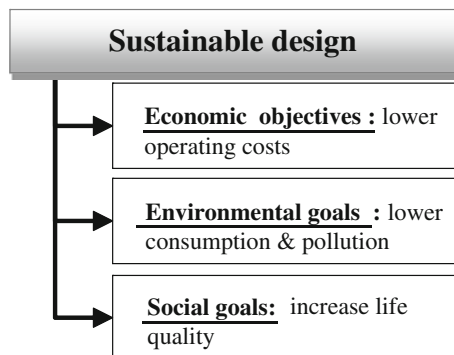 Sustainable design
Economic objectives : lower
operating costs
Environmental goals : lower
consumption & pollution
Social goals: increase life
quality